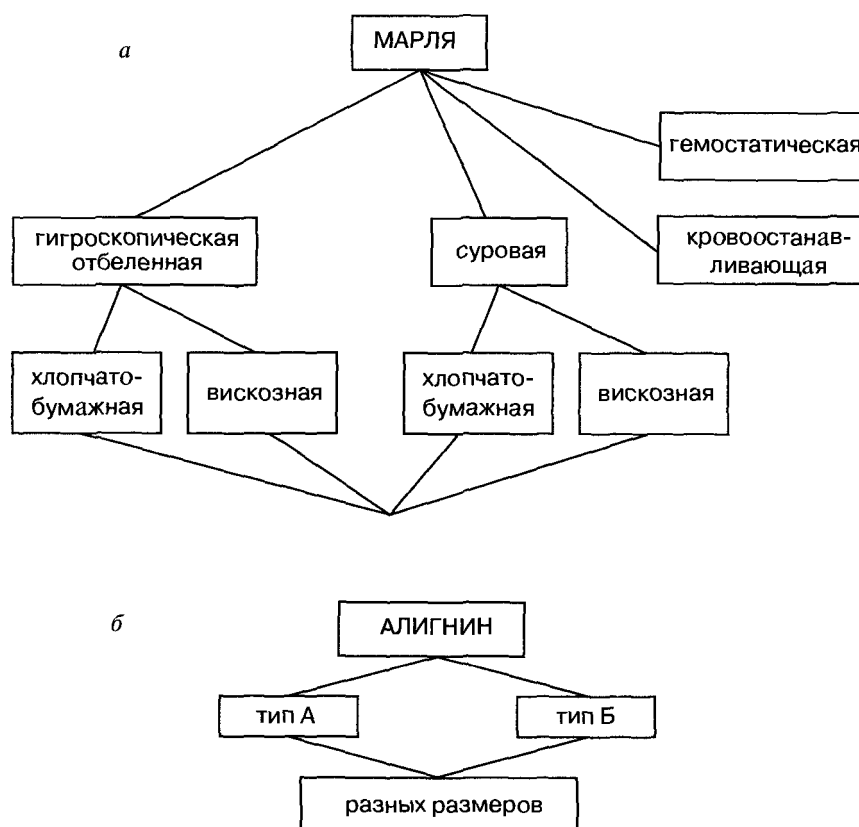 а
МАРЛЯ
гемостатическая
гигроскопическая
отбеленная
суровая
кровоостанав-
ливающая
хлопчато-
бумажная
вискозная
хлопчато-
бумажная
вискозная
б
АЛИГНИН
тип А
тип Б
разных размеров